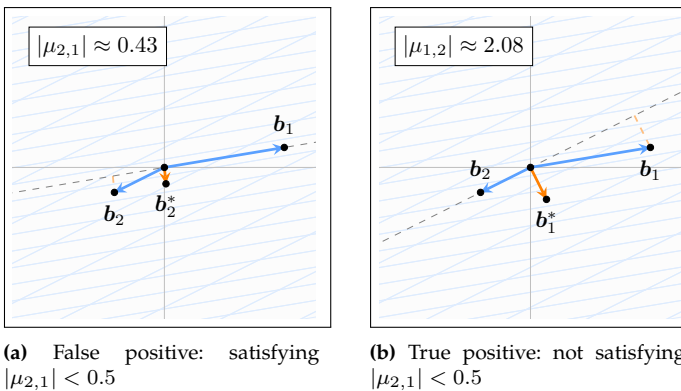 |μ₂,₁| ≈ 0.43
b₁
b₂
b₂*
(a) False positive: satisfying
|μ₂,₁| < 0.5
|μ₁,₂| ≈ 2.08
b₂
b₁
b₁*
(b) True positive: not satisfying
|μ₂,₁| < 0.5